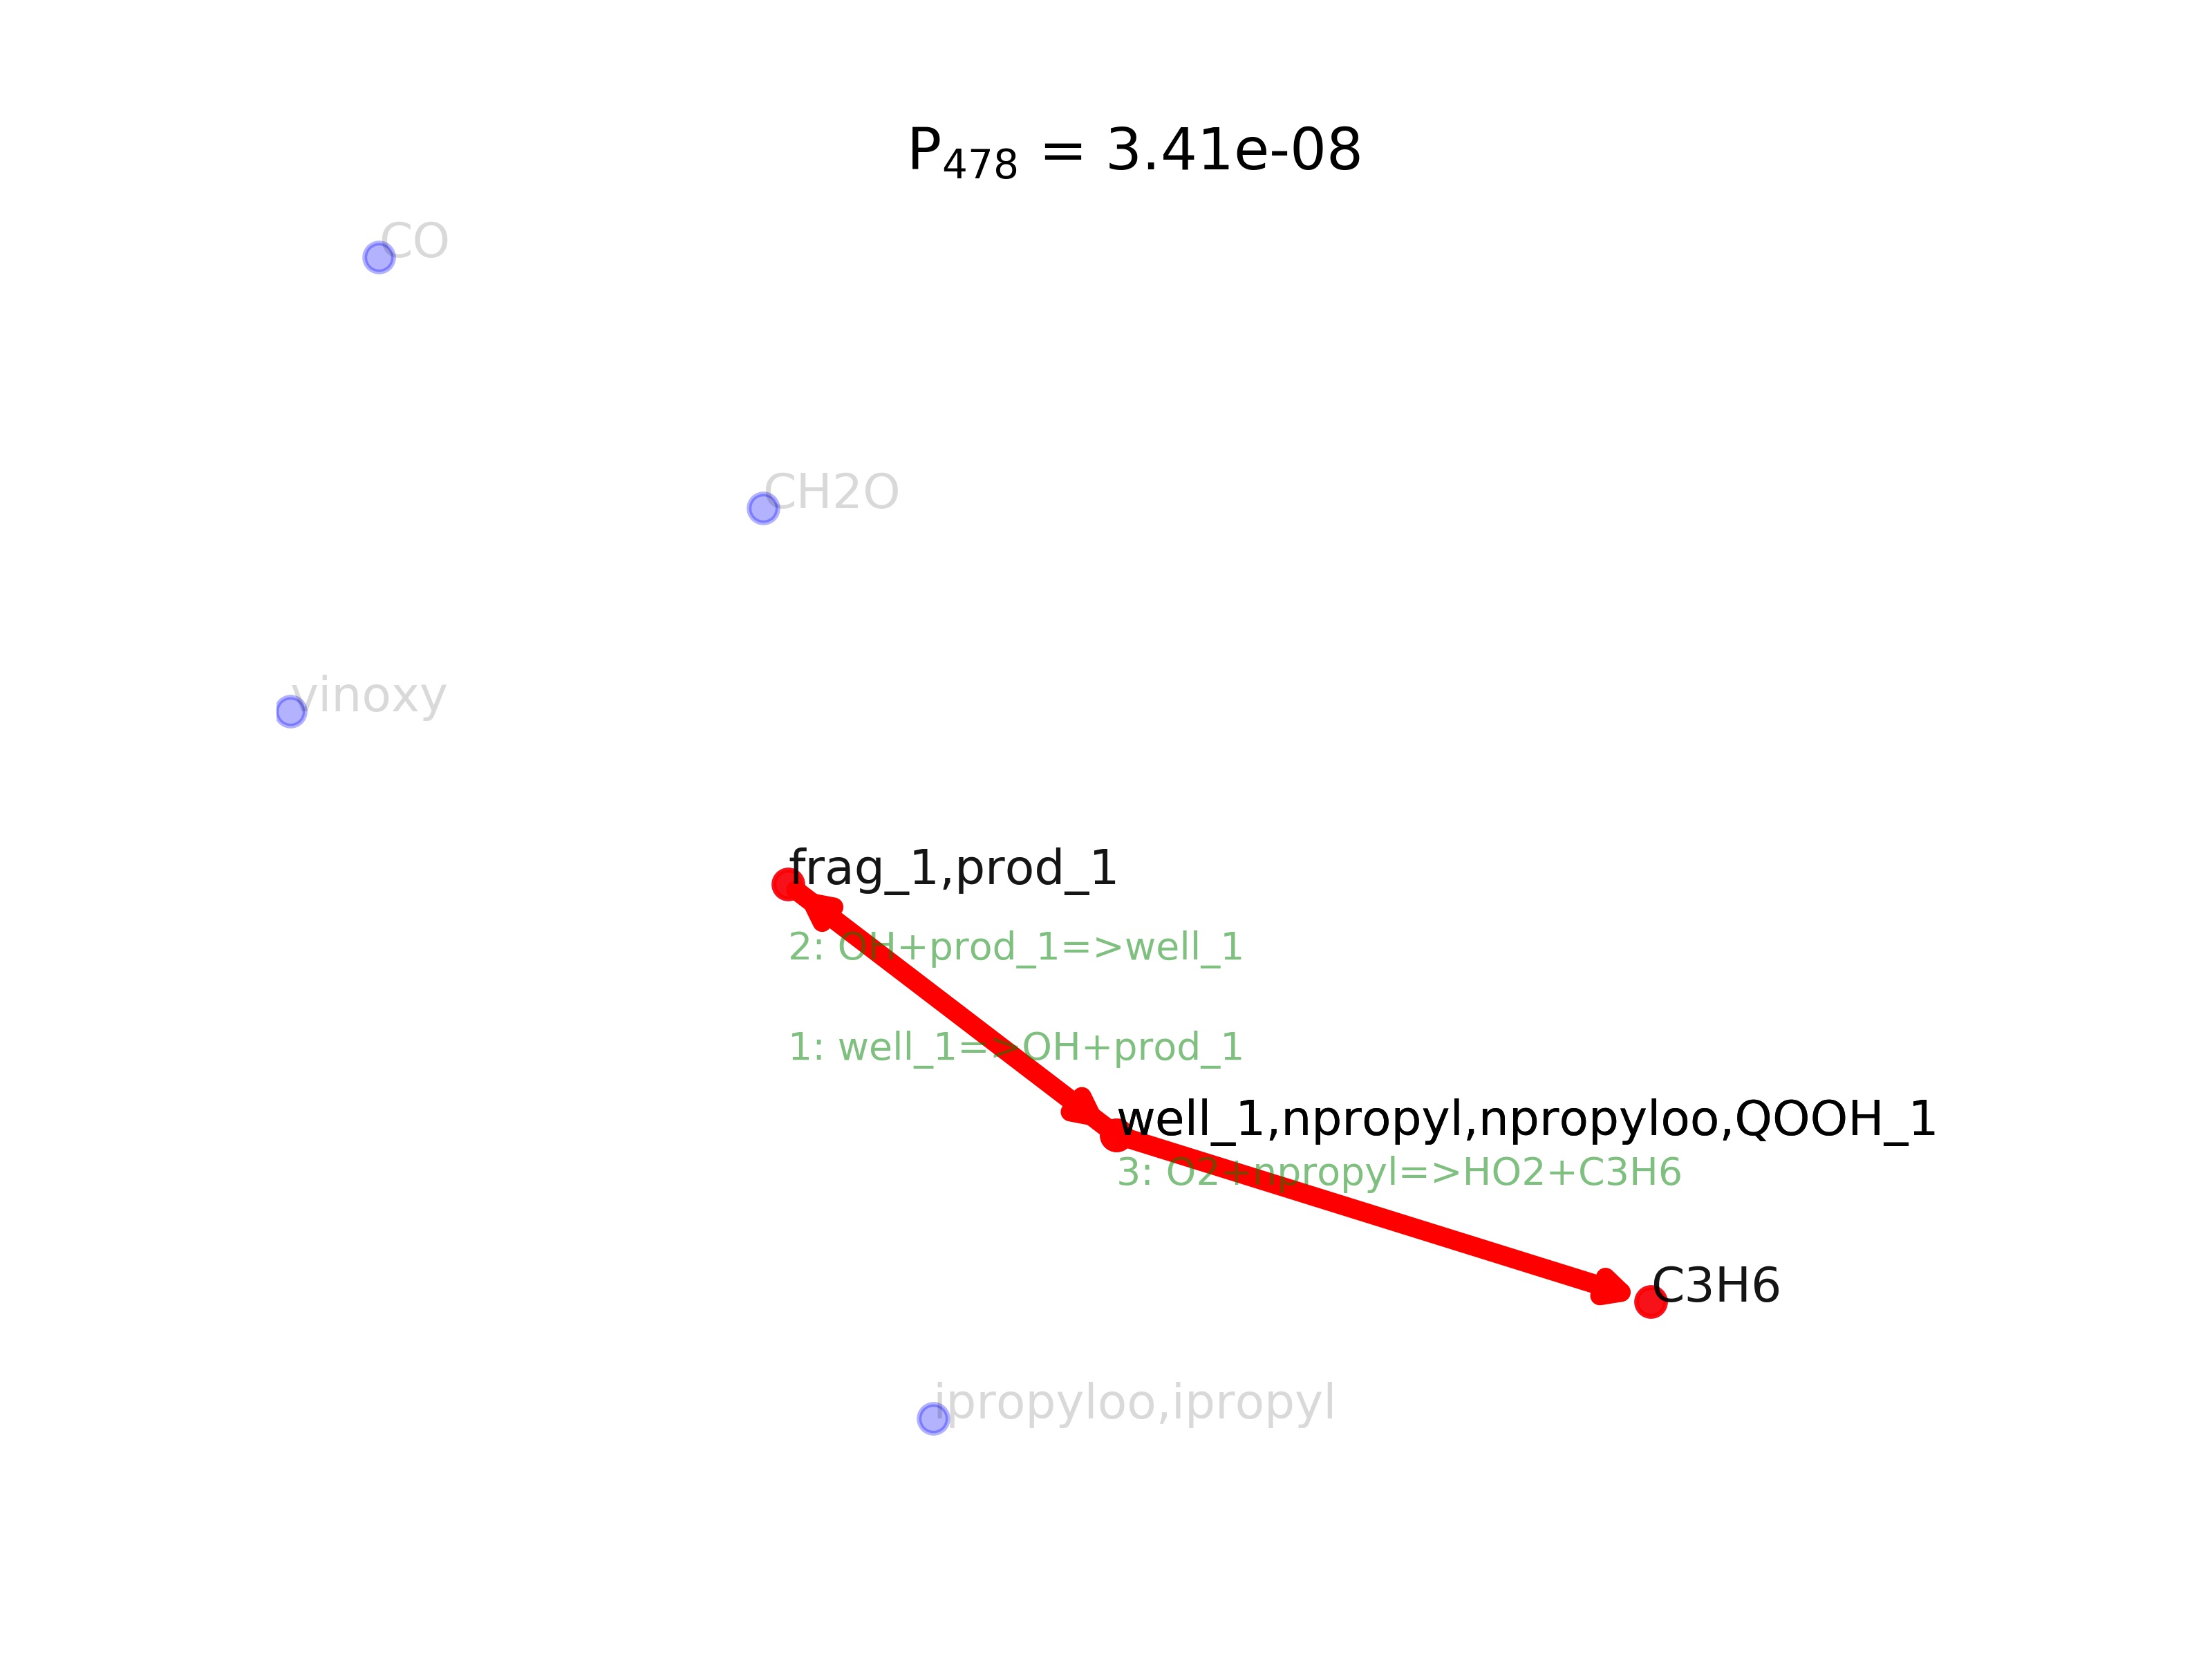 P478 = 3.41e-08
CO
CH2O
vinoxy
frag_1,prod_1
2: OH+prod_1=>well_1
1: well_1=>OH+prod_1
well_1,npropyl,npropyloo,QOOH_1
3: O2+npropyl=>HO2+C3H6
C3H6
ipropyloo,ipropyl